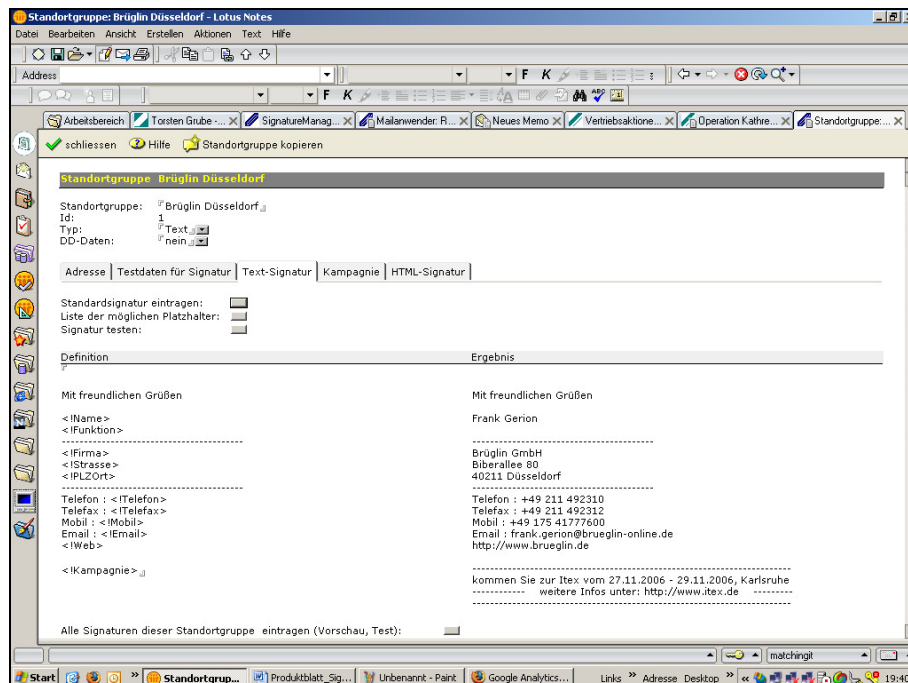 Standortgruppe: Brüglin Düsseldorf - Lotus Notes
Datei Bearbeiten Ansicht Erstellen Aktionen Text Hilfe
Address
F K
F K
Arbeitsbereich Torsten Grube -... SignatureManag... Mailanwender: R... Neues Memo Vertriebsaktione... Operation Kathre... Standortgruppe:...
schliessen Hilfe Standortgruppe kopieren
Standortgruppe Brüglin Düsseldorf
Standortgruppe: Brüglin Düsseldorf
Id: 1
Typ: Text
DD-Daten: nein
Adresse Testdaten für Signatur Text-Signatur Kampagnie HTML-Signatur
Standardsignatur eintragen:
Liste der möglichen Platzhalter:
Signatur testen:
Definition Ergebnis
Mit freundlichen Grüßen Mit freundlichen Grüßen
<!Name> Frank Gerion
<!Funktion>
---------------------------------------- ----------------------------------------
<!Firma> Brüglin GmbH
<!Strasse> Biberallee 80
<!PLZOrt> 40211 Düsseldorf
---------------------------------------- ----------------------------------------
Telefon : <!Telefon> Telefon : +49 211 492310
Telefax : <!Telefax> Telefax : +49 211 492312
Mobil : <!Mobil> Mobil : +49 175 41777600
Email : <!Email> Email : frank.gerion@brueglin-online.de
<!Web> http://www.brueglin.de
----------------------------------------------------------------------
<!Kampagnie> kommen Sie zur Itex vom 27.11.2006 - 29.11.2006, Karlsruhe
------------ weitere Infos unter: http://www.itex.de ---------
----------------------------------------------------------------------
Alle Signaturen dieser Standortgruppe eintragen (Vorschau, Test):
matchingit
Start Standortgrup... Produktblatt_Sig... Unbenannt - Paint Google Analytics... Links Adresse Desktop 19:40